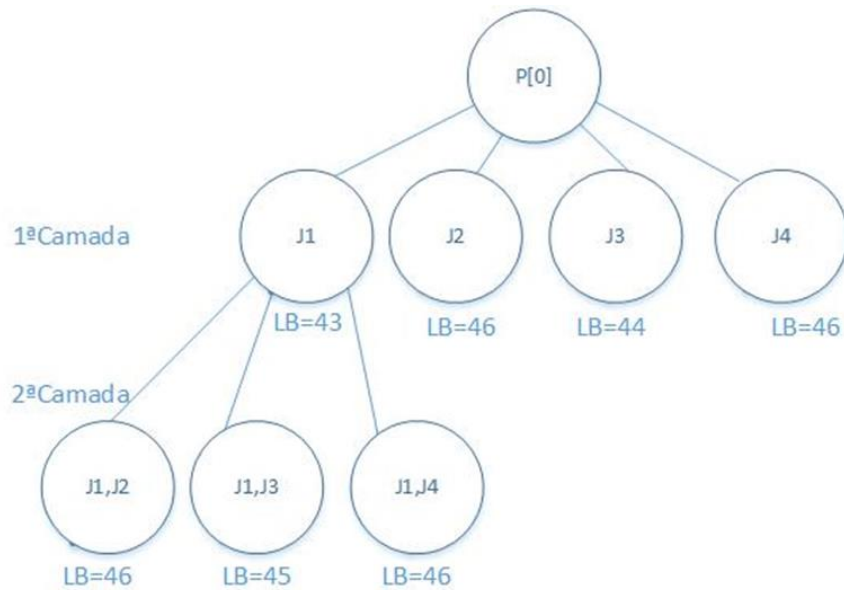 P[0]
1ªCamada
J1
J2
J3
J4
LB=43
LB=46
LB=44
LB=46
2ªCamada
J1,J2
J1,J3
J1,J4
LB=46
LB=45
LB=46